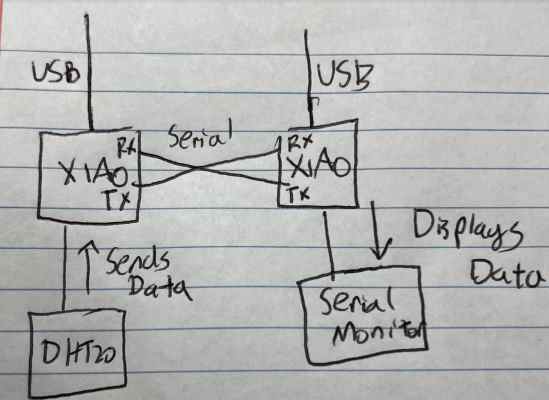 USB
USB
Serial
RX
XIAO
TX
RX
XIAO
TX
Sends
Data
Displays
Data
DHT20
Serial
Monitor